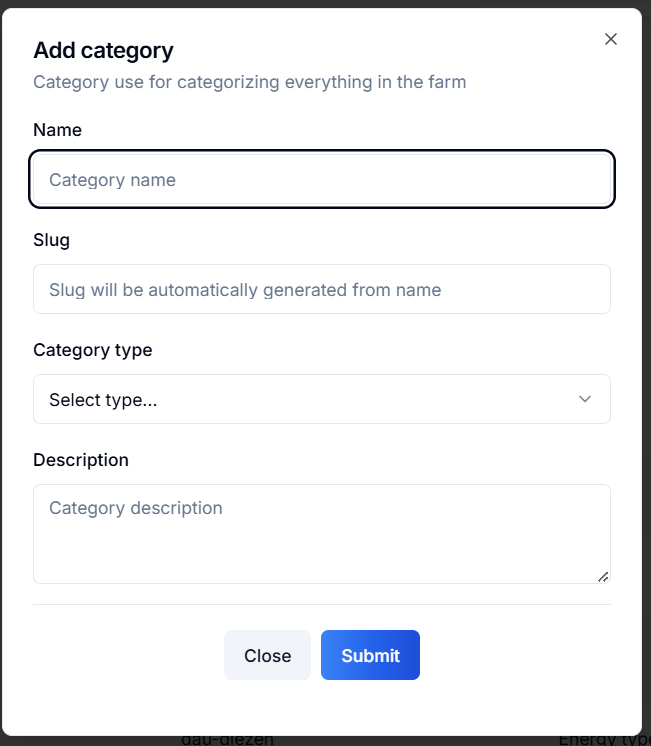 Add category
Category use for categorizing everything in the farm
Name
Category name
Slug
Slug will be automatically generated from name
Category type
Select type...
Description
Category description
Close Submit
dau-diezen Energy type